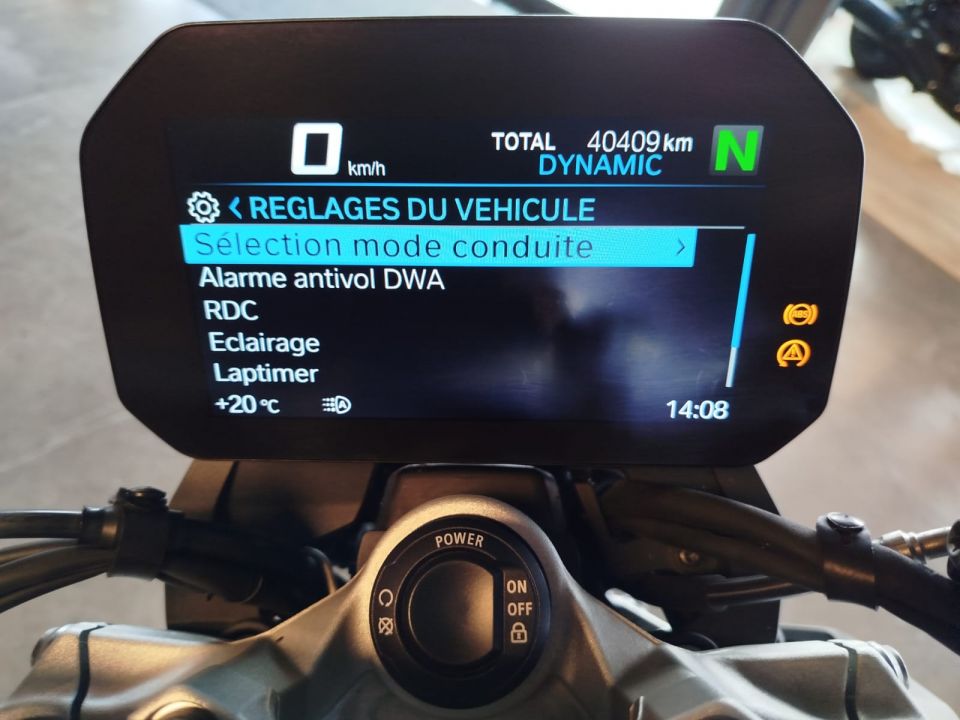 0 km/h
TOTAL 40409 km
DYNAMIC
N
REGLAGES DU VEHICULE
Sélection mode conduite
Alarme antivol DWA
RDC
Eclairage
Laptimer
+20 °C
A
14:08
ABS
POWER
ON
OFF